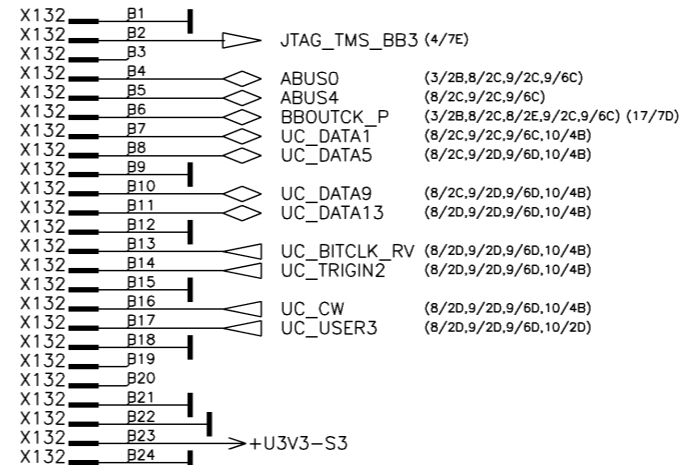 X132 B1
X132 B2 JTAG_TMS_BB3 (4/7E)
X132 B3
X132 B4 ABUS0 (3/2B,8/2C,9/2C,9/6C)
X132 B5 ABUS4 (8/2C,9/2C,9/6C)
X132 B6 BBOUTCK_P (3/2B,8/2C,8/2E,9/2C,9/6C) (17/7D)
X132 B7 UC_DATA1 (8/2C,9/2C,9/6C,10/4B)
X132 B8 UC_DATA5 (8/2C,9/2D,9/6D,10/4B)
X132 B9
X132 B10 UC_DATA9 (8/2C,9/2D,9/6D,10/4B)
X132 B11 UC_DATA13 (8/2D,9/2D,9/6D,10/4B)
X132 B12
X132 B13 UC_BITCLK_RV (8/2D,9/2D,9/6D,10/4B)
X132 B14 UC_TRIGIN2 (8/2D,9/2D,9/6D,10/4B)
X132 B15
X132 B16 UC_CW (8/2D,9/2D,9/6D,10/4B)
X132 B17 UC_USER3 (8/2D,9/2D,9/6D,10/2D)
X132 B18
X132 B19
X132 B20
X132 B21
X132 B22
X132 B23 +U3V3-S3
X132 B24